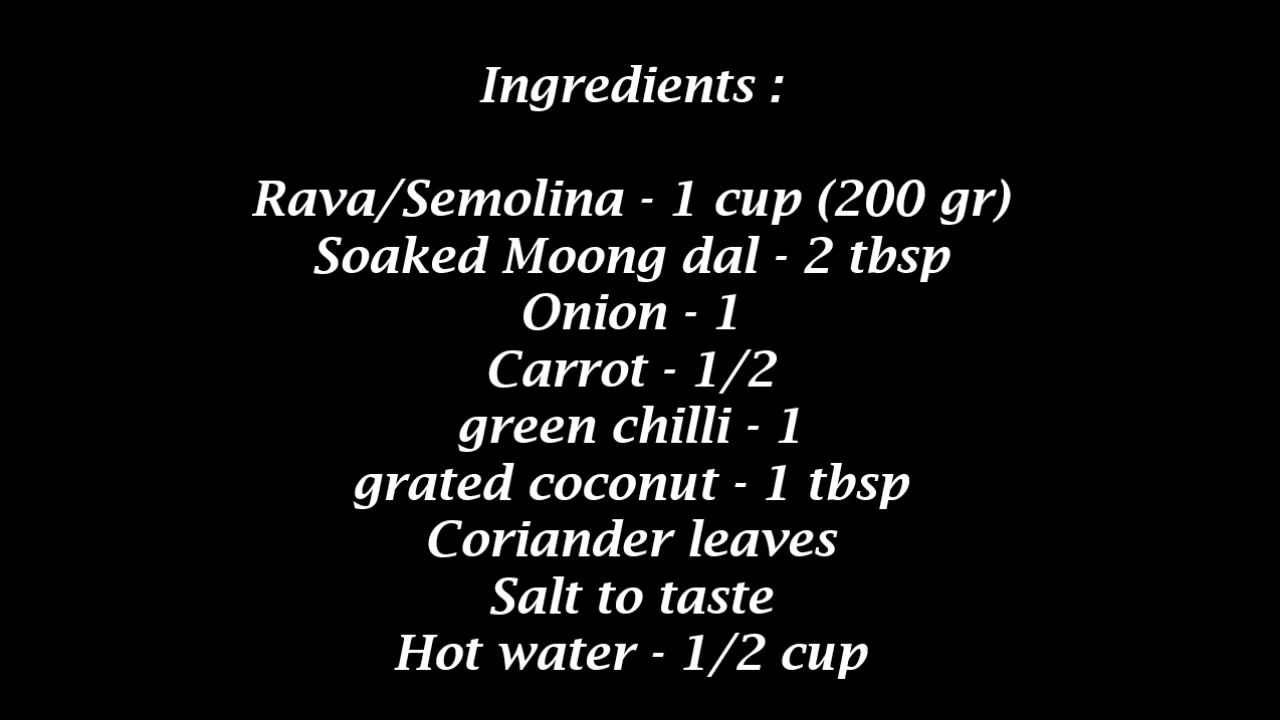 Ingredients :
Rava/Semolina - 1 cup (200 gr)
Soaked Moong dal - 2 tbsp
Onion - 1
Carrot - 1/2
green chilli - 1
grated coconut - 1 tbsp
Coriander leaves
Salt to taste
Hot water - 1/2 cup